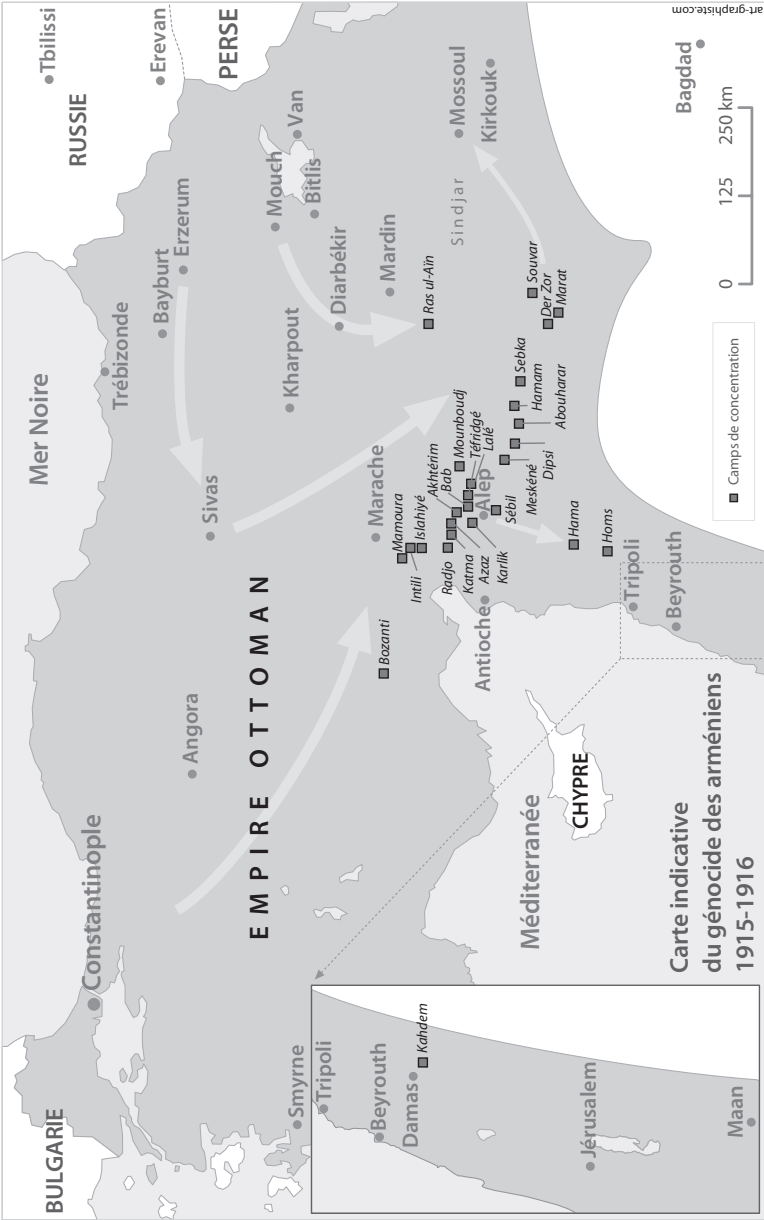 BULGARIE
Constantinople
Mer Noire
Trébizonde
Bayburt
Erzerum
RUSSIE
Tbilissi
Erevan
PERSE
Angora
Sivas
EMPIRE OTTOMAN
Kharpout
Mouch
Van
Bitlis
Diarbékir
Mardin
Smyrne
Marache
Bozanti
Mamoura
Islahiyé
Intili
Radjo
Katma
Azaz
Karlik
Akhtérim
Bab
Mounboudj
Téfridgé
Lalé
Alep
Antioche
Sébil
Meskéné
Dipsi
Abouharar
Hamam
Sebka
Ras ul-Aïn
Souvar
Der Zor
Marat
Sindjar
Mossoul
Kirkouk
Bagdad
Hama
Homs
Tripoli
Beyrouth
Méditerranée
CHYPRE
Tripoli
Beyrouth
Damas
Kahdem
Jérusalem
Maan
Carte indicative
du génocide des arméniens
1915-1916
Camps de concentration
0 125 250 km
art-graphiste.com